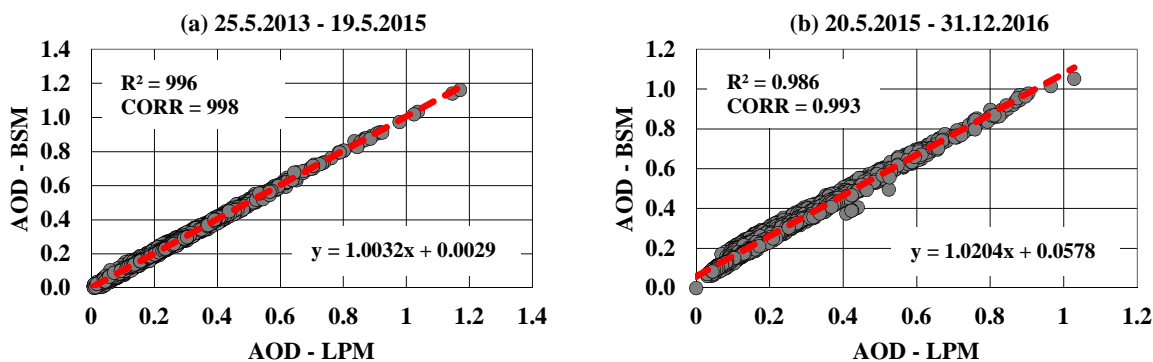 (a) 25.5.2013 - 19.5.2015
1.4
1.2
1.0
0.8
0.6
0.4
0.2
0.0
AOD - BSM
R² = 996
CORR = 998
y = 1.0032x + 0.0029
0 0.2 0.4 0.6 0.8 1 1.2 1.4
AOD - LPM
(b) 20.5.2015 - 31.12.2016
1.2
1.0
0.8
0.6
0.4
0.2
0.0
AOD - BSM
R² = 0.986
CORR = 0.993
y = 1.0204x + 0.0578
0 0.2 0.4 0.6 0.8 1 1.2
AOD - LPM